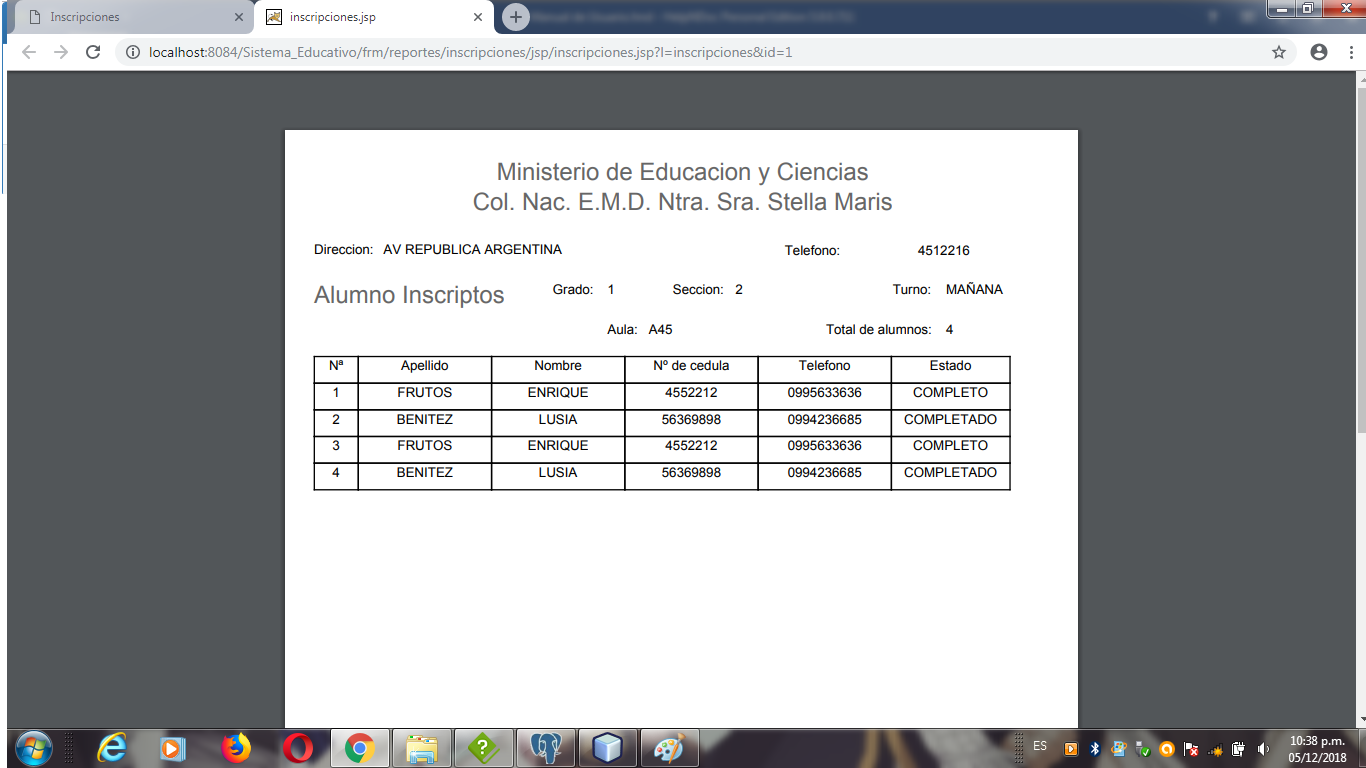 Inscripciones
inscripciones.jsp
localhost:8084/Sistema_Educativo/frm/reportes/inscripciones/jsp/inscripciones.jsp?l=inscripciones&id=1
Ministerio de Educacion y Ciencias
Col. Nac. E.M.D. Ntra. Sra. Stella Maris
Direccion: AV REPUBLICA ARGENTINA Telefono: 4512216
Alumno Inscriptos Grado: 1 Seccion: 2 Turno: MAÑANA
Aula: A45 Total de alumnos: 4
Nª Apellido Nombre Nº de cedula Telefono Estado
1 FRUTOS ENRIQUE 4552212 0995633636 COMPLETO
2 BENITEZ LUSIA 56369898 0994236685 COMPLETADO
3 FRUTOS ENRIQUE 4552212 0995633636 COMPLETO
4 BENITEZ LUSIA 56369898 0994236685 COMPLETADO
ES
10:38 p.m.
05/12/2018